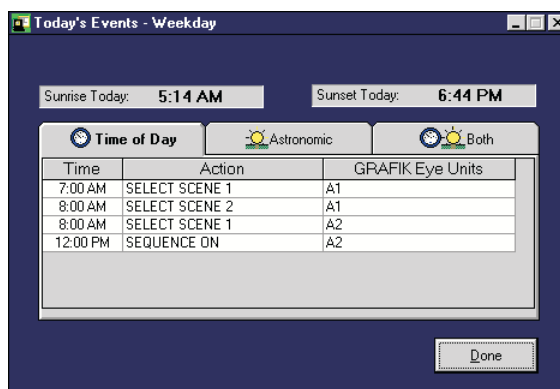 Today's Events - Weekday
Sunrise Today: 5:14 AM Sunset Today: 6:44 PM
Time of Day Astronomic Both
Time Action GRAFIK Eye Units
7:00 AM SELECT SCENE 1 A1
8:00 AM SELECT SCENE 2 A1
8:00 AM SELECT SCENE 1 A2
12:00 PM SEQUENCE ON A2
Done